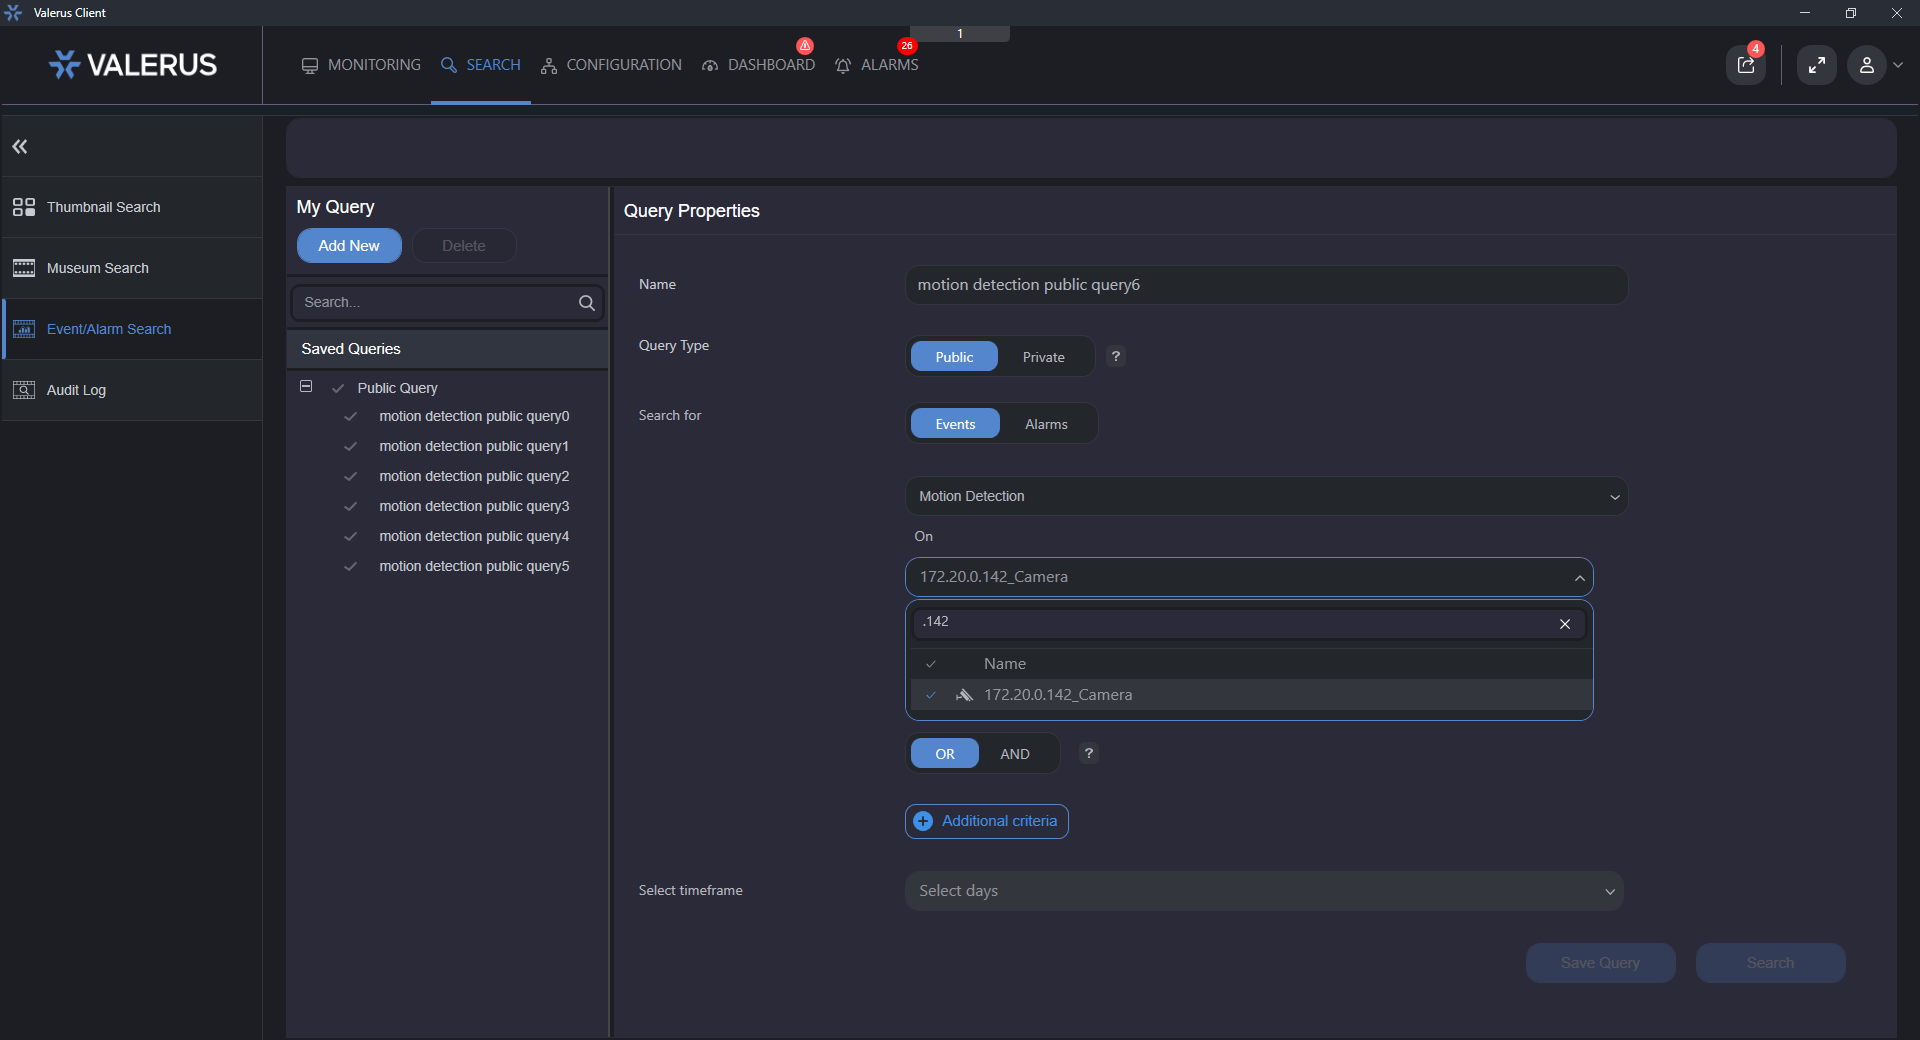 Valerus Client
1
VALERUS
MONITORING
SEARCH
CONFIGURATION
DASHBOARD
26
ALARMS
4
Thumbnail Search
Museum Search
Event/Alarm Search
Audit Log
My Query
Add New
Delete
Search...
Saved Queries
Public Query
motion detection public query0
motion detection public query1
motion detection public query2
motion detection public query3
motion detection public query4
motion detection public query5
Query Properties
Name
motion detection public query6
Query Type
Public
Private
?
Search for
Events
Alarms
Motion Detection
On
172.20.0.142_Camera
.142
Name
172.20.0.142_Camera
OR
AND
?
Additional criteria
Select timeframe
Select days
Save Query
Search